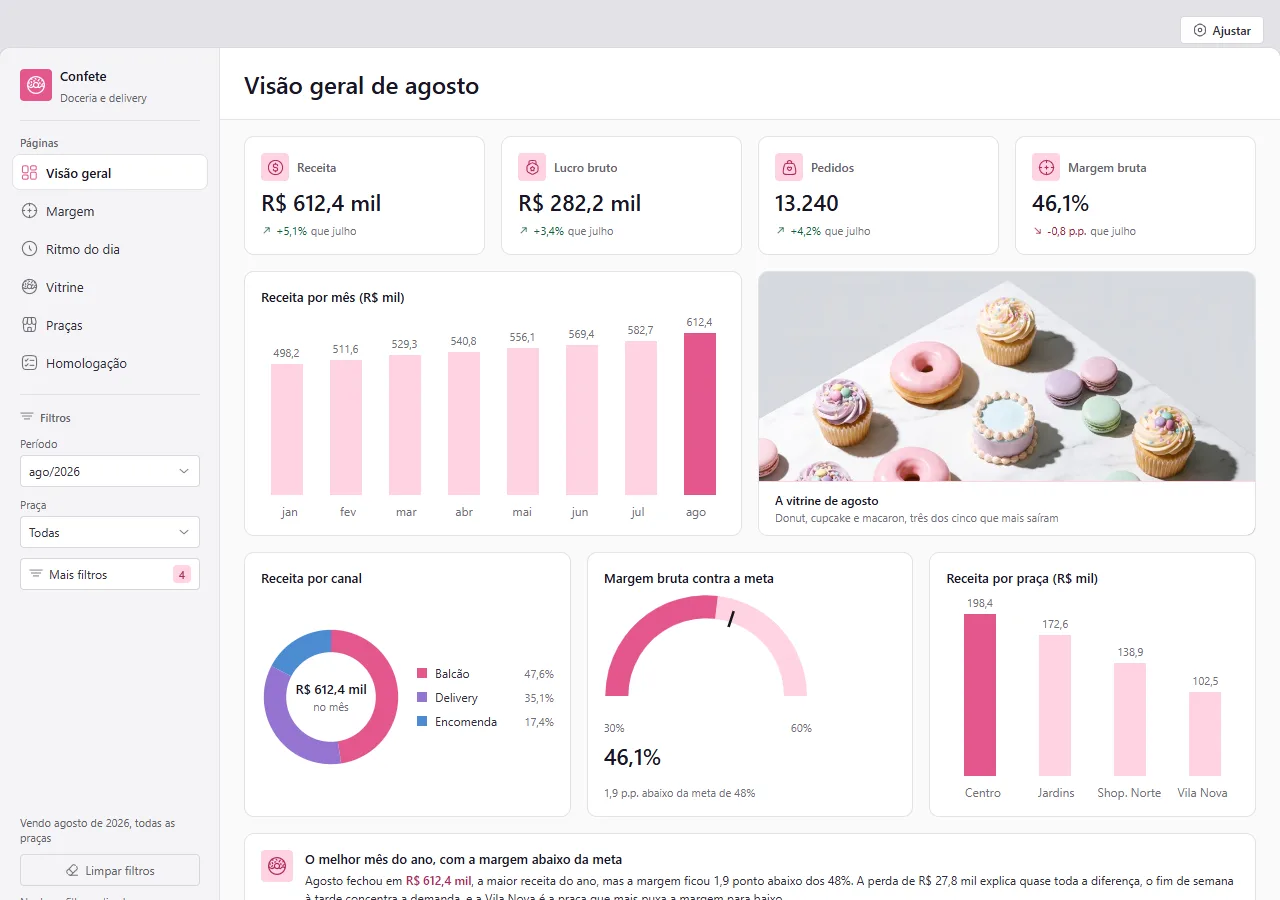 Ajustar
Confete
Doceria e delivery
Páginas
Visão geral
Margem
Ritmo do dia
Vitrine
Praças
Homologação
Filtros
Período
ago/2026
Praça
Todas
Mais filtros 4
Vendo agosto de 2026, todas as
praças
Limpar filtros
Visão geral de agosto
Receita
R$ 612,4 mil
+5,1% que julho
Lucro bruto
R$ 282,2 mil
+3,4% que julho
Pedidos
13.240
+4,2% que julho
Margem bruta
46,1%
-0,8 p.p. que julho
Receita por mês (R$ mil)
498,2 511,6 529,3 540,8 556,1 569,4 582,7 612,4
jan fev mar abr mai jun jul ago
A vitrine de agosto
Donut, cupcake e macaron, três dos cinco que mais saíram
Receita por canal
R$ 612,4 mil
no mês
Balcão 47,6%
Delivery 35,1%
Encomenda 17,4%
Margem bruta contra a meta
30% 60%
46,1%
1,9 p.p. abaixo da meta de 48%
Receita por praça (R$ mil)
198,4 172,6 138,9 102,5
Centro Jardins Shop. Norte Vila Nova
O melhor mês do ano, com a margem abaixo da meta
Agosto fechou em R$ 612,4 mil, a maior receita do ano, mas a margem ficou 1,9 ponto abaixo dos 48%. A perda de R$ 27,8 mil explica quase toda a diferença, o fim de semana
à tarde concentra a demanda, e a Vila Nova é a praça que mais puxa a margem para baixo.